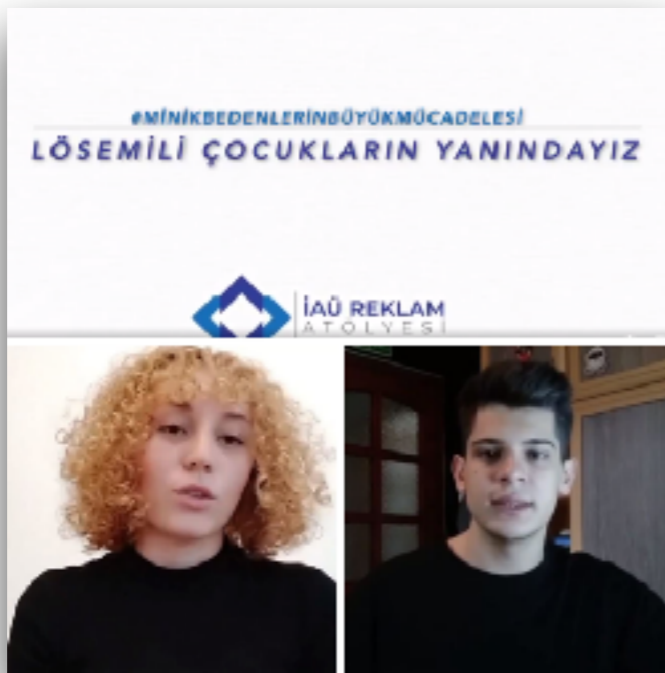 #MİNİKBEDENLERİNBÜYÜKMÜCADELESİ
LÖSEMİLİ ÇOCUKLARIN YANINDAYIZ
İAÜ REKLAM
ATÖLYESİ